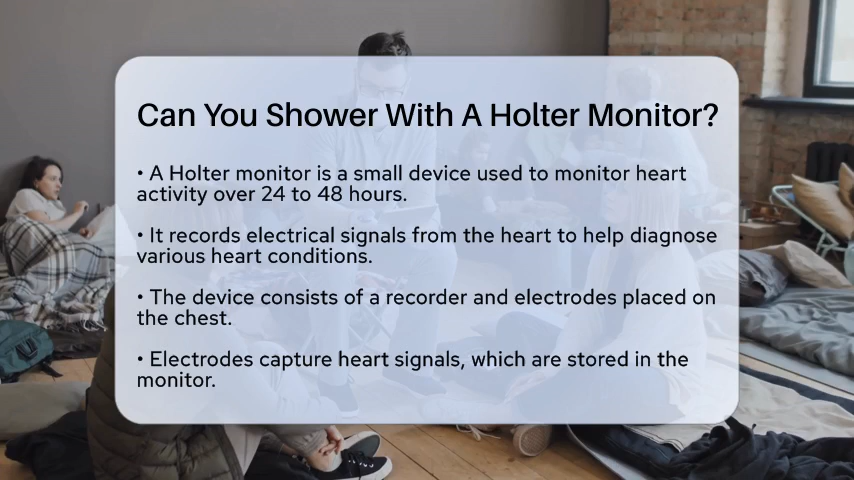 Can You Shower With A Holter Monitor?
• A Holter monitor is a small device used to monitor heart
activity over 24 to 48 hours.
• It records electrical signals from the heart to help diagnose
various heart conditions.
• The device consists of a recorder and electrodes placed on
the chest.
• Electrodes capture heart signals, which are stored in the
monitor.